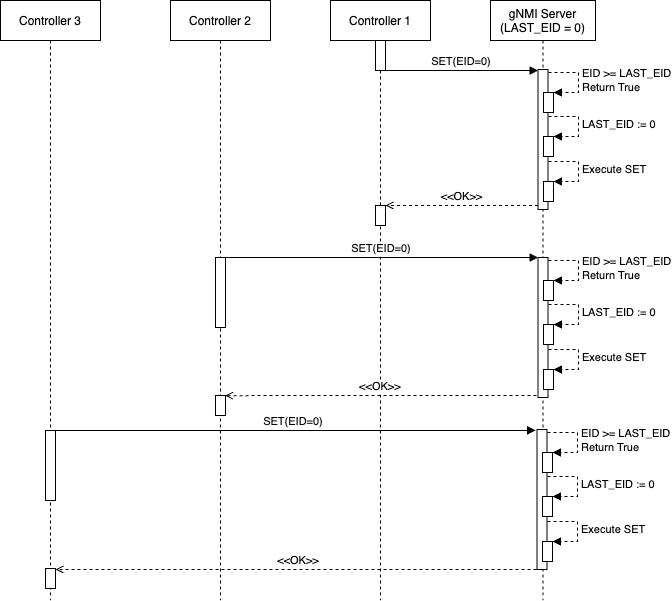 Controller 3
Controller 2
Controller 1
gNMI Server
(LAST_EID = 0)
SET(EID=0)
EID >= LAST_EID
Return True
LAST_EID := 0
Execute SET
<<OK>>
SET(EID=0)
EID >= LAST_EID
Return True
LAST_EID := 0
Execute SET
<<OK>>
SET(EID=0)
EID >= LAST_EID
Return True
LAST_EID := 0
Execute SET
<<OK>>